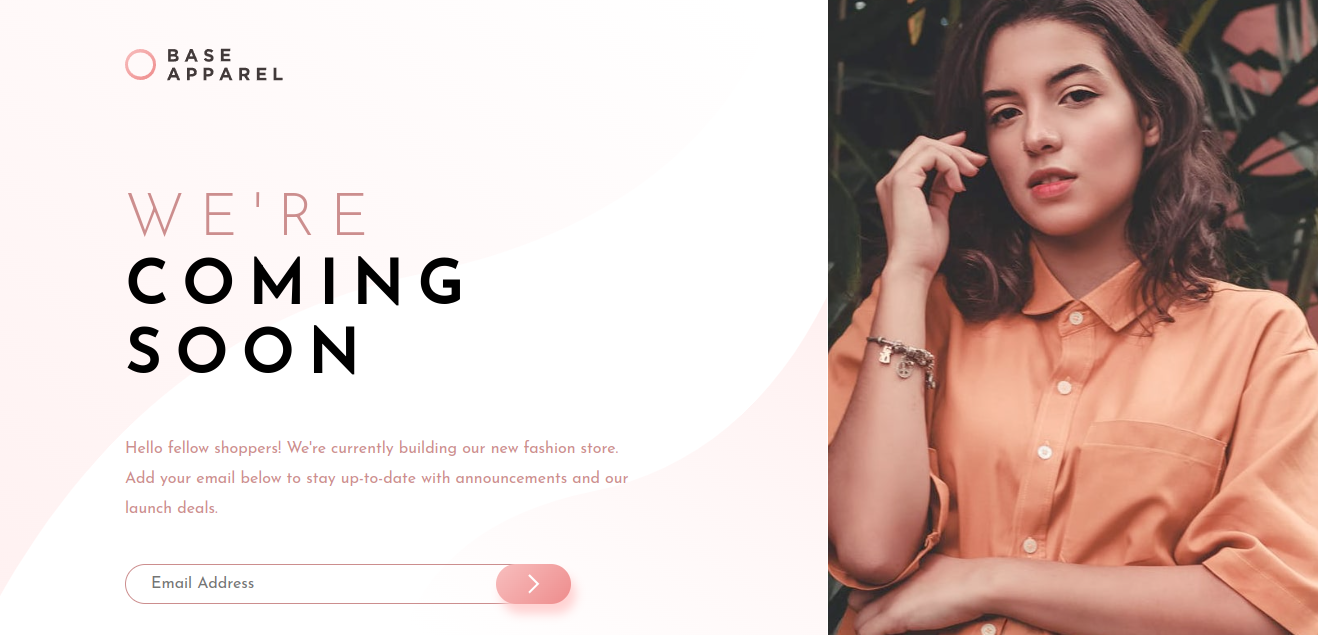 BASE
APPAREL
WE'RE
COMING
SOON
Hello fellow shoppers! We're currently building our new fashion store.
Add your email below to stay up-to-date with announcements and our
launch deals.
Email Address